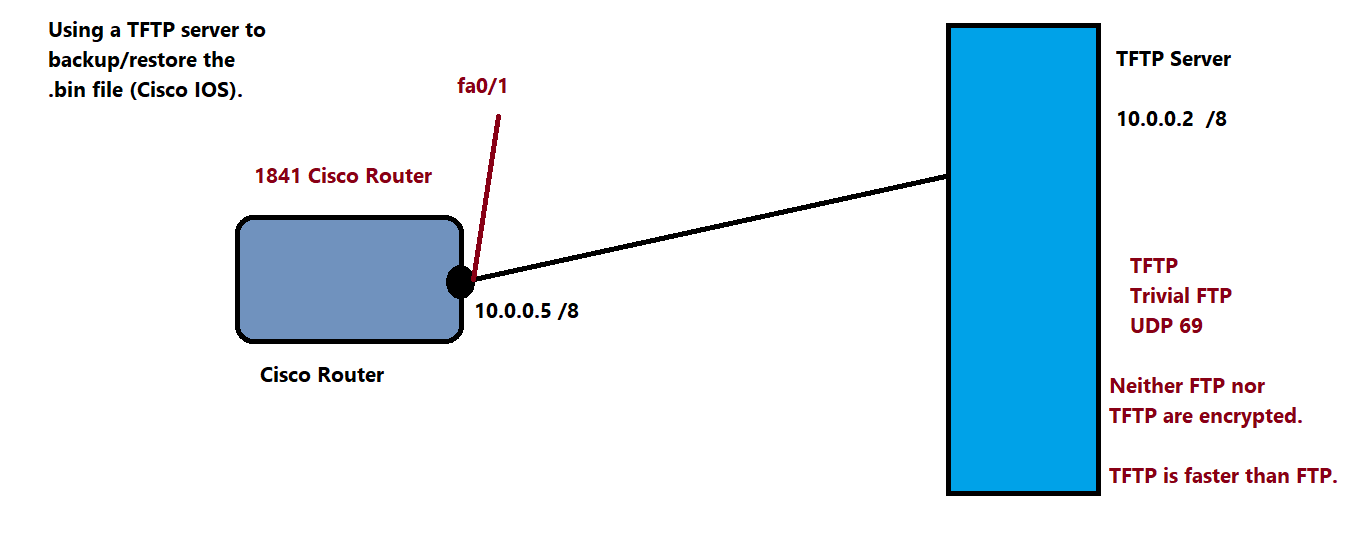 Using a TFTP server to
backup/restore the
.bin file (Cisco IOS).
fa0/1
1841 Cisco Router
10.0.0.5 /8
Cisco Router
TFTP Server
10.0.0.2  /8
TFTP
Trivial FTP
UDP 69
Neither FTP nor
TFTP are encrypted.
TFTP is faster than FTP.